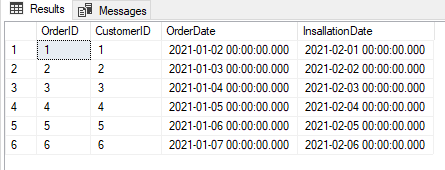 Results Messages
OrderID CustomerID OrderDate InsallationDate
1 1 1 2021-01-02 00:00:00.000 2021-02-01 00:00:00.000
2 2 2 2021-01-03 00:00:00.000 2021-02-02 00:00:00.000
3 3 3 2021-01-04 00:00:00.000 2021-02-03 00:00:00.000
4 4 4 2021-01-05 00:00:00.000 2021-02-04 00:00:00.000
5 5 5 2021-01-06 00:00:00.000 2021-02-05 00:00:00.000
6 6 6 2021-01-07 00:00:00.000 2021-02-06 00:00:00.000